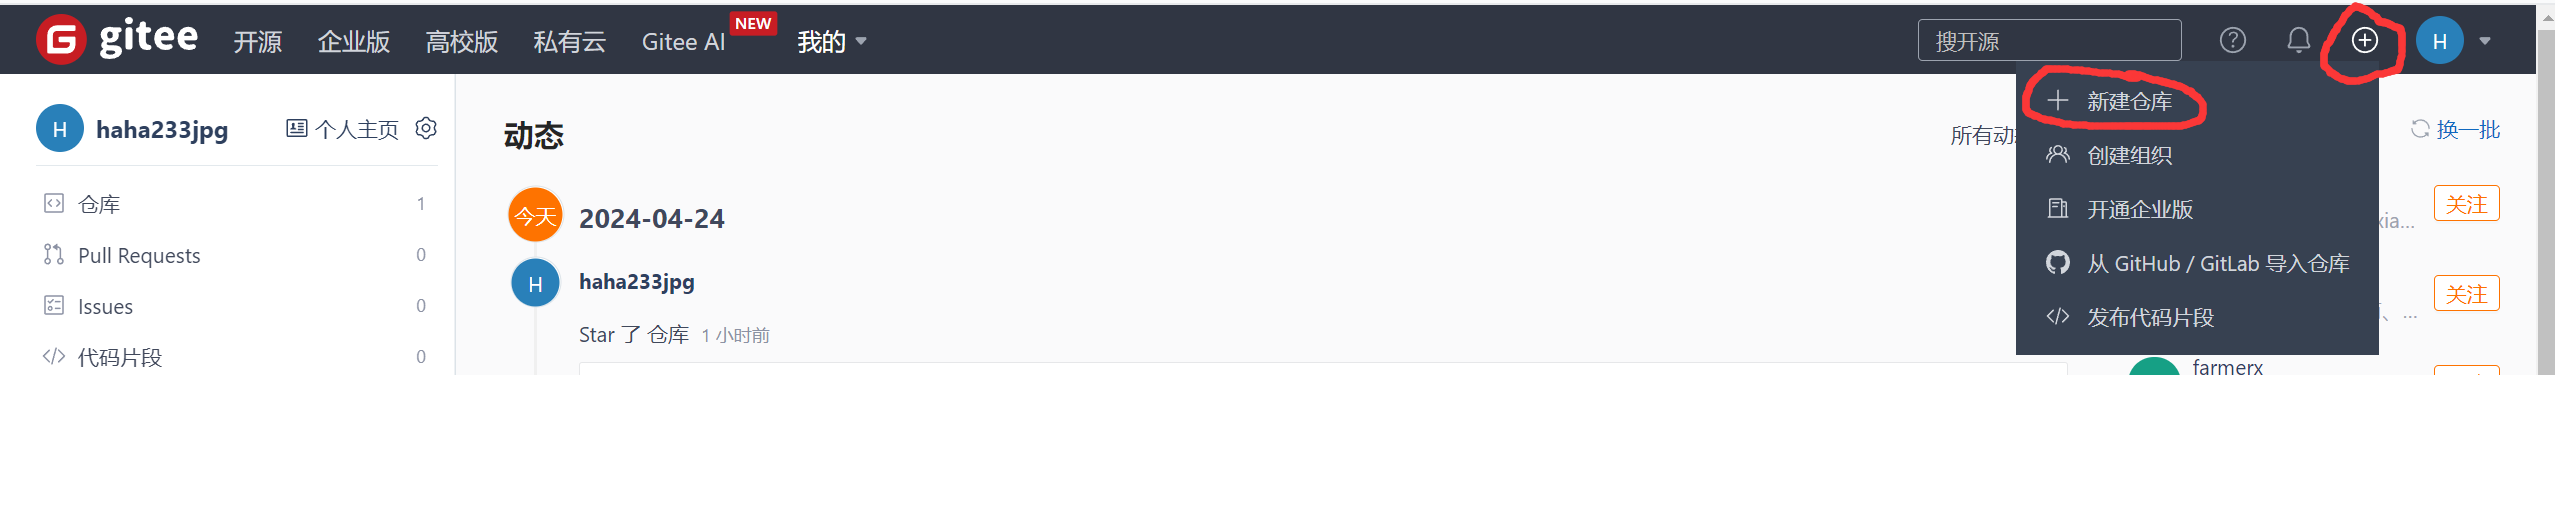 gitee 开源 企业版 高校版 私有云 Gitee AI NEW 我的 搜开源 H
H haha233jpg 个人主页
仓库 1
Pull Requests 0
Issues 0
代码片段 0
动态
所有动
换一批
今天 2024-04-24
H haha233jpg
Star 了 仓库 1 小时前
新建仓库
创建组织
开通企业版
从 GitHub / GitLab 导入仓库
发布代码片段
xia...
关注
、...
关注
farmerx